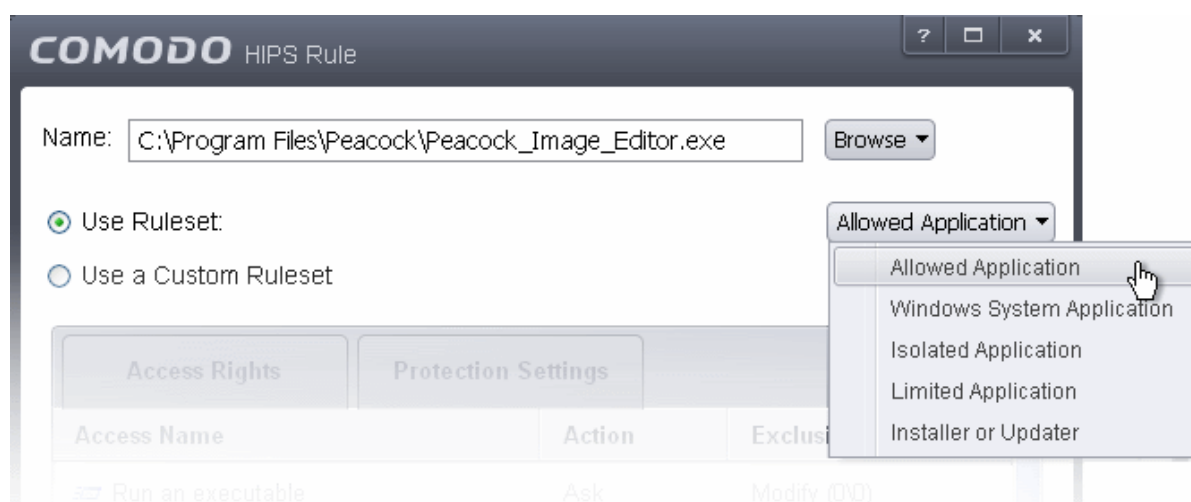 COMODO HIPS Rule ?
Name: C:\Program Files\Peacock\Peacock_Image_Editor.exe Browse
Use Ruleset: Allowed Application
Use a Custom Ruleset
Allowed Application
Windows System Application
Isolated Application
Limited Application
Installer or Updater
Access Rights Protection Settings
Access Name Action
Run an executable Ask Modify (0\0)